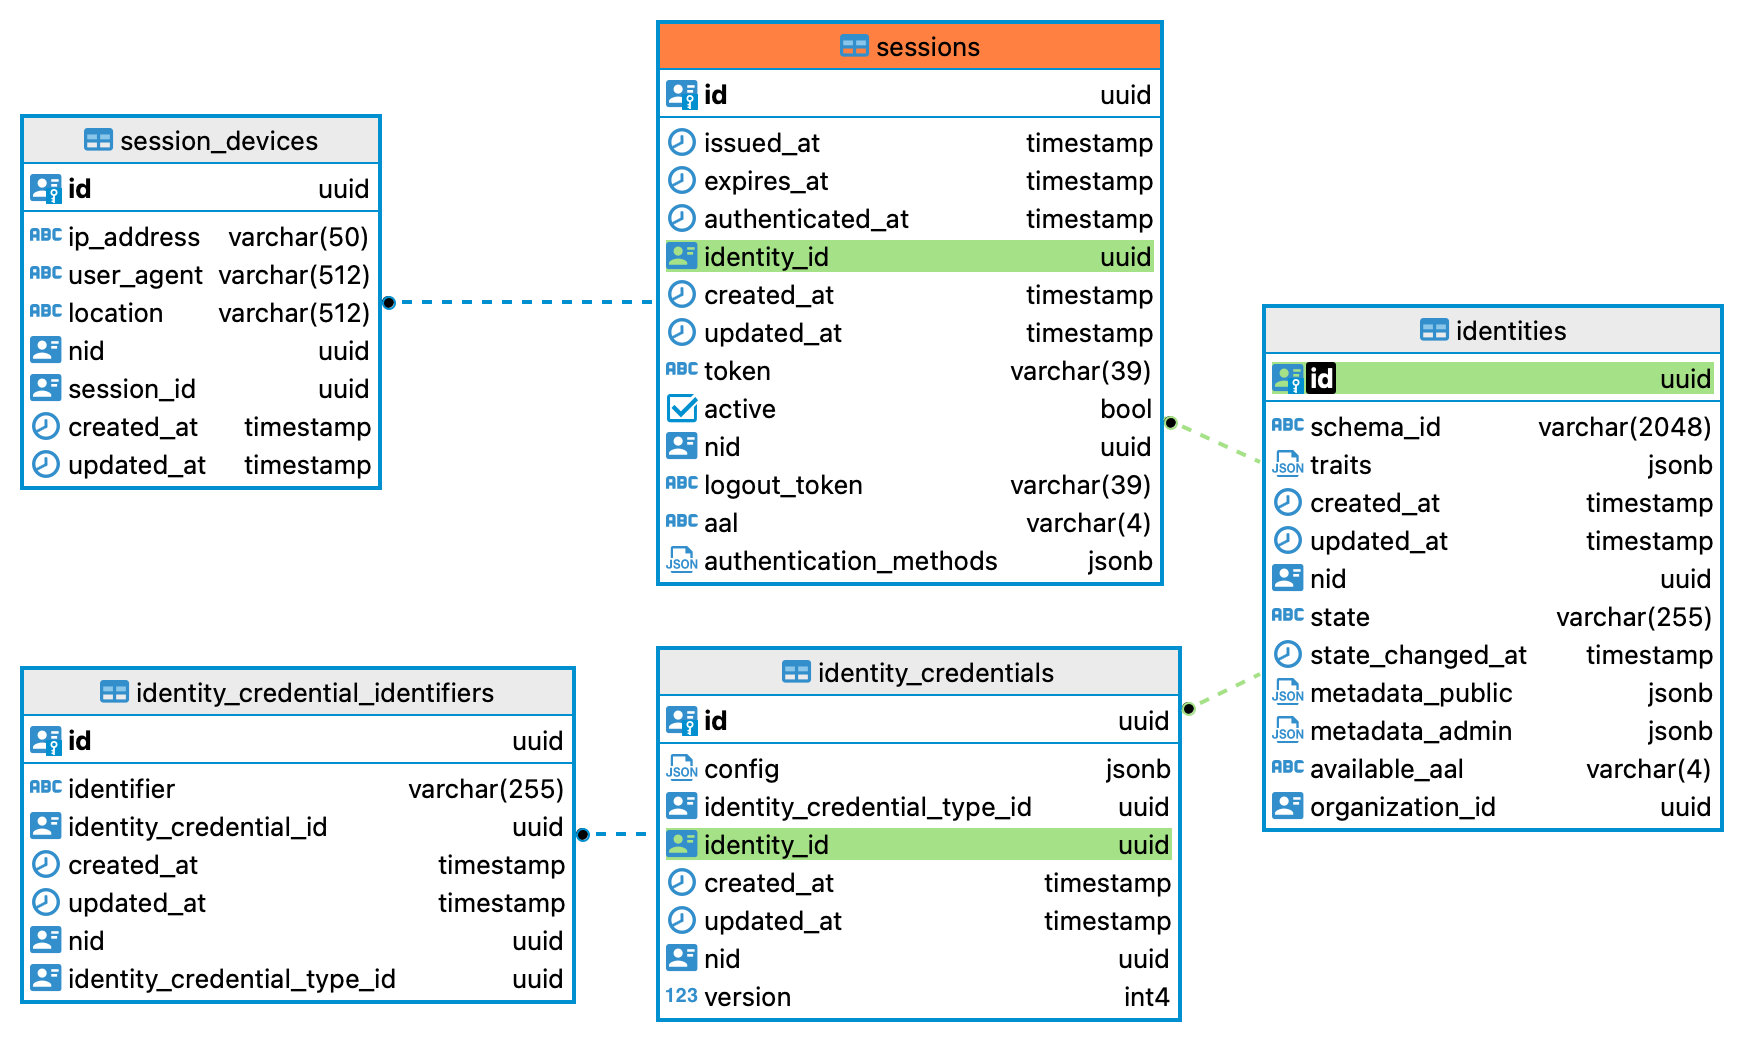 session_devices
id uuid
ABC ip_address varchar(50)
ABC user_agent varchar(512)
ABC location varchar(512)
nid uuid
session_id uuid
created_at timestamp
updated_at timestamp
sessions
id uuid
issued_at timestamp
expires_at timestamp
authenticated_at timestamp
identity_id uuid
created_at timestamp
updated_at timestamp
ABC token varchar(39)
active bool
nid uuid
ABC logout_token varchar(39)
ABC aal varchar(4)
JSON authentication_methods jsonb
identities
id uuid
ABC schema_id varchar(2048)
JSON traits jsonb
created_at timestamp
updated_at timestamp
nid uuid
ABC state varchar(255)
state_changed_at timestamp
JSON metadata_public jsonb
JSON metadata_admin jsonb
ABC available_aal varchar(4)
organization_id uuid
identity_credential_identifiers
id uuid
ABC identifier varchar(255)
identity_credential_id uuid
created_at timestamp
updated_at timestamp
nid uuid
identity_credential_type_id uuid
identity_credentials
id uuid
JSON config jsonb
identity_credential_type_id uuid
identity_id uuid
created_at timestamp
updated_at timestamp
nid uuid
123 version int4